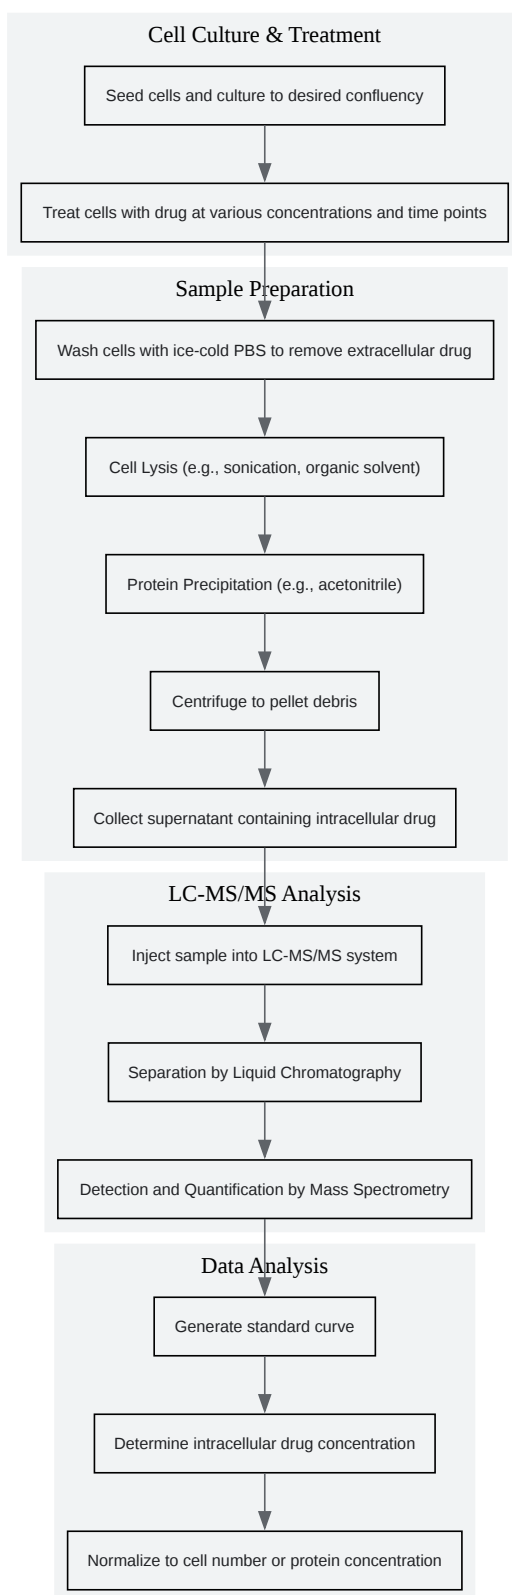 Cell Culture & Treatment
Seed cells and culture to desired confluency
Treat cells with drug at various concentrations and time points
Sample Preparation
Wash cells with ice-cold PBS to remove extracellular drug
Cell Lysis (e.g., sonication, organic solvent)
Protein Precipitation (e.g., acetonitrile)
Centrifuge to pellet debris
Collect supernatant containing intracellular drug
LC-MS/MS Analysis
Inject sample into LC-MS/MS system
Separation by Liquid Chromatography
Detection and Quantification by Mass Spectrometry
Data Analysis
Generate standard curve
Determine intracellular drug concentration
Normalize to cell number or protein concentration